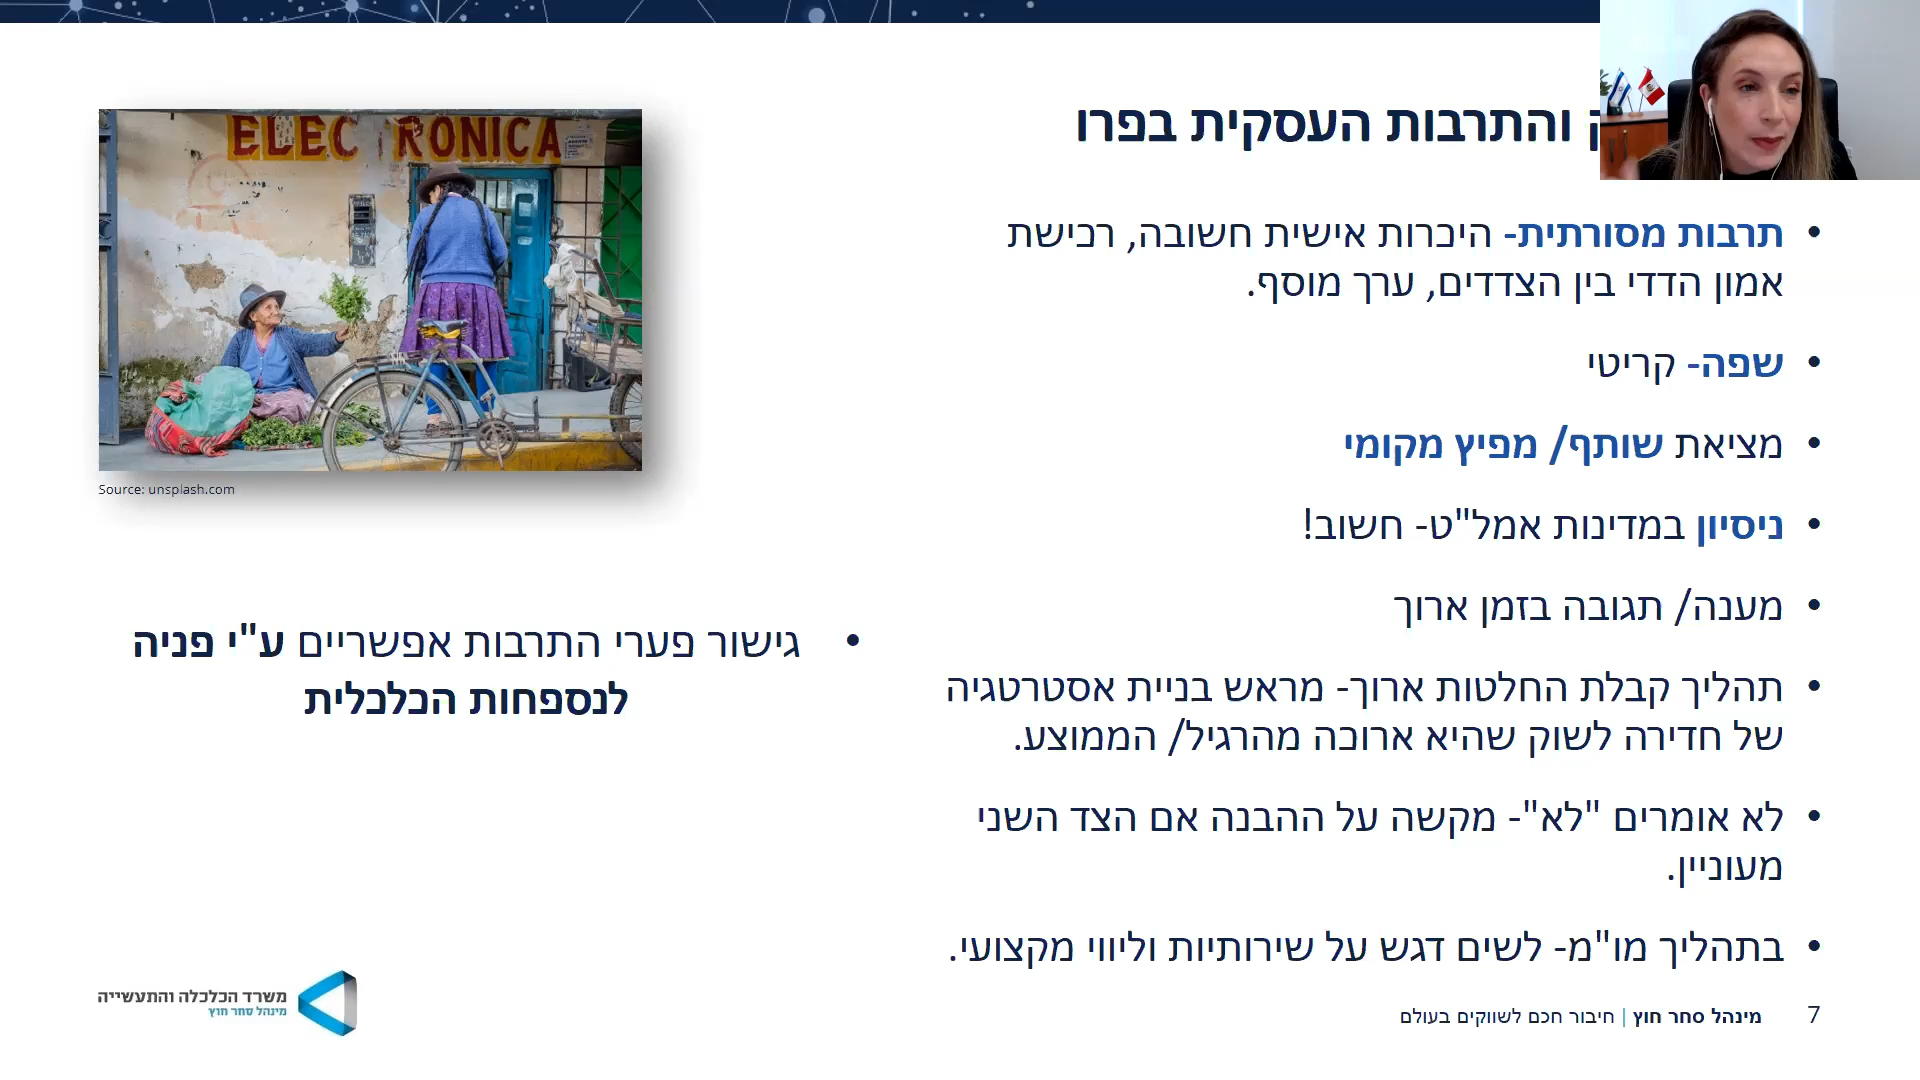 והתרבות העסקית בפרו
• תרבות מסורתית- היכרות אישית חשובה, רכישת
אמון הדדי בין הצדדים, ערך מוסף.
• שפה- קריטי
• מציאת שותף/ מפיץ מקומי
• ניסיון במדינות אמל"ט- חשוב!
• מענה/ תגובה בזמן ארוך
• תהליך קבלת החלטות ארוך- מראש בניית אסטרטגיה
של חדירה לשוק שהיא ארוכה מהרגיל/ הממוצע.
• לא אומרים "לא"- מקשה על ההבנה אם הצד השני
מעוניין.
• בתהליך מו"מ- לשים דגש על שירותיות וליווי מקצועי.
ELEC RONICA
Source: unsplash.com
• גישור פערי התרבות אפשריים ע"י פניה
לנספחות הכלכלית
7 מינהל סחר חוץ | חיבור חכם לשווקים בעולם
משרד הכלכלה והתעשייה
מינהל סחר חוץ